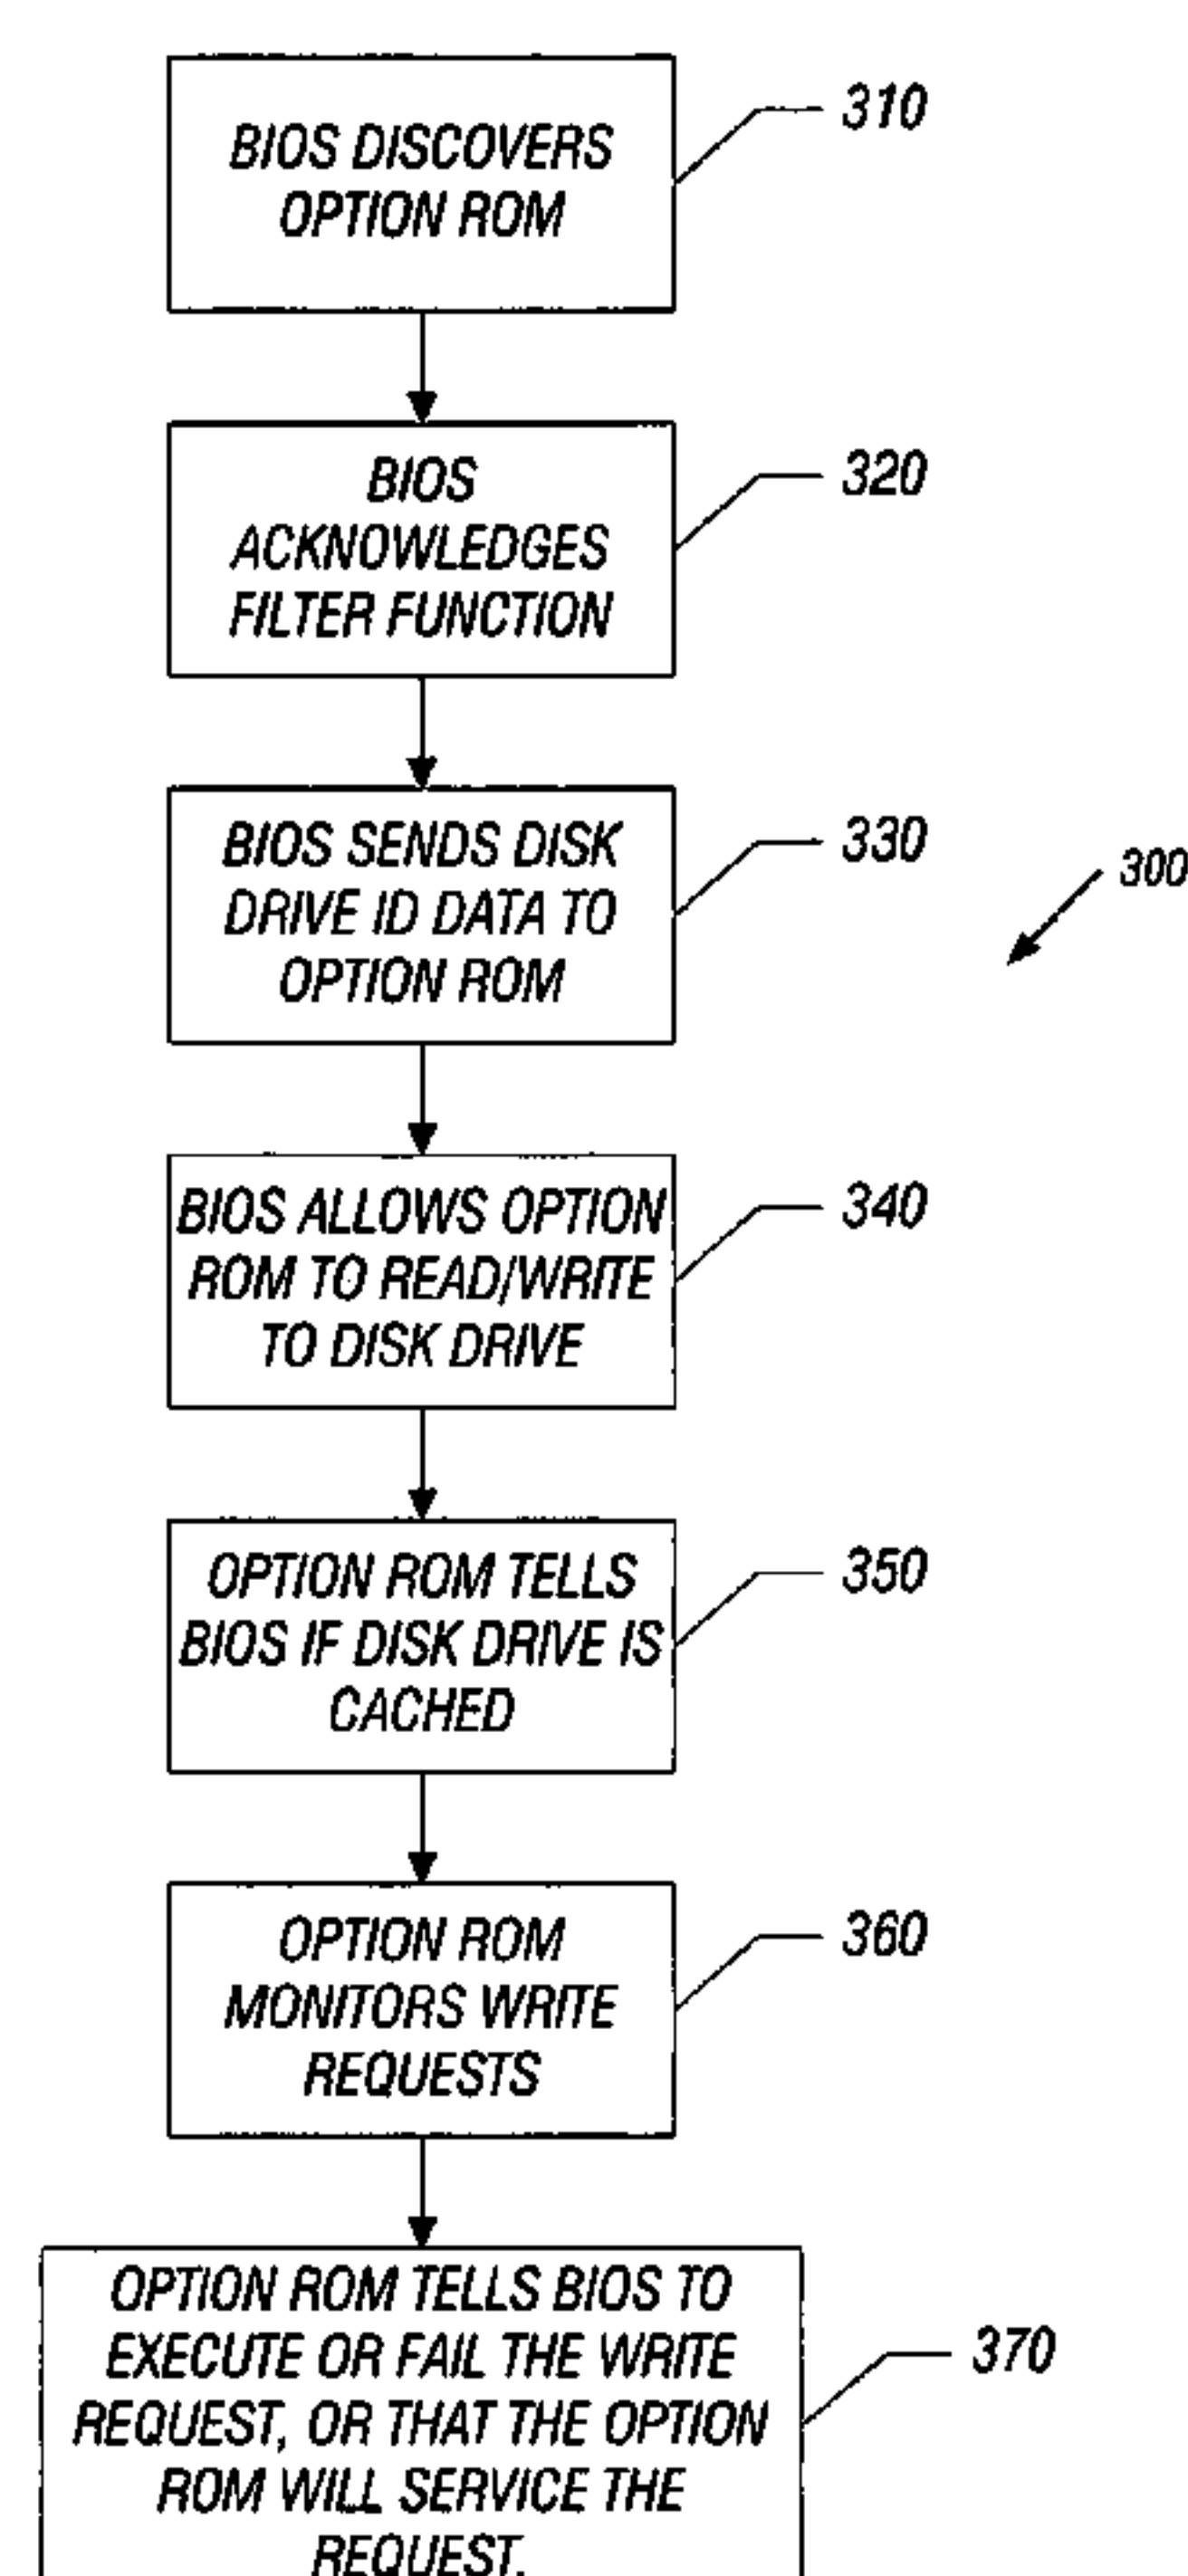 BIOS DISCOVERS
OPTION ROM
310
BIOS
ACKNOWLEDGES
FILTER FUNCTION
320
BIOS SENDS DISK
DRIVE ID DATA TO
OPTION ROM
330
300
BIOS ALLOWS OPTION
ROM TO READ/WRITE
TO DISK DRIVE
340
OPTION ROM TELLS
BIOS IF DISK DRIVE IS
CACHED
350
OPTION ROM
MONITORS WRITE
REQUESTS
360
OPTION ROM TELLS BIOS TO
EXECUTE OR FAIL THE WRITE
REQUEST, OR THAT THE OPTION
ROM WILL SERVICE THE
REQUEST.
370